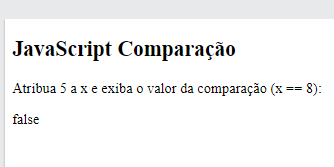 JavaScript Comparação
Atribua 5 a x e exiba o valor da comparação (x == 8):
false